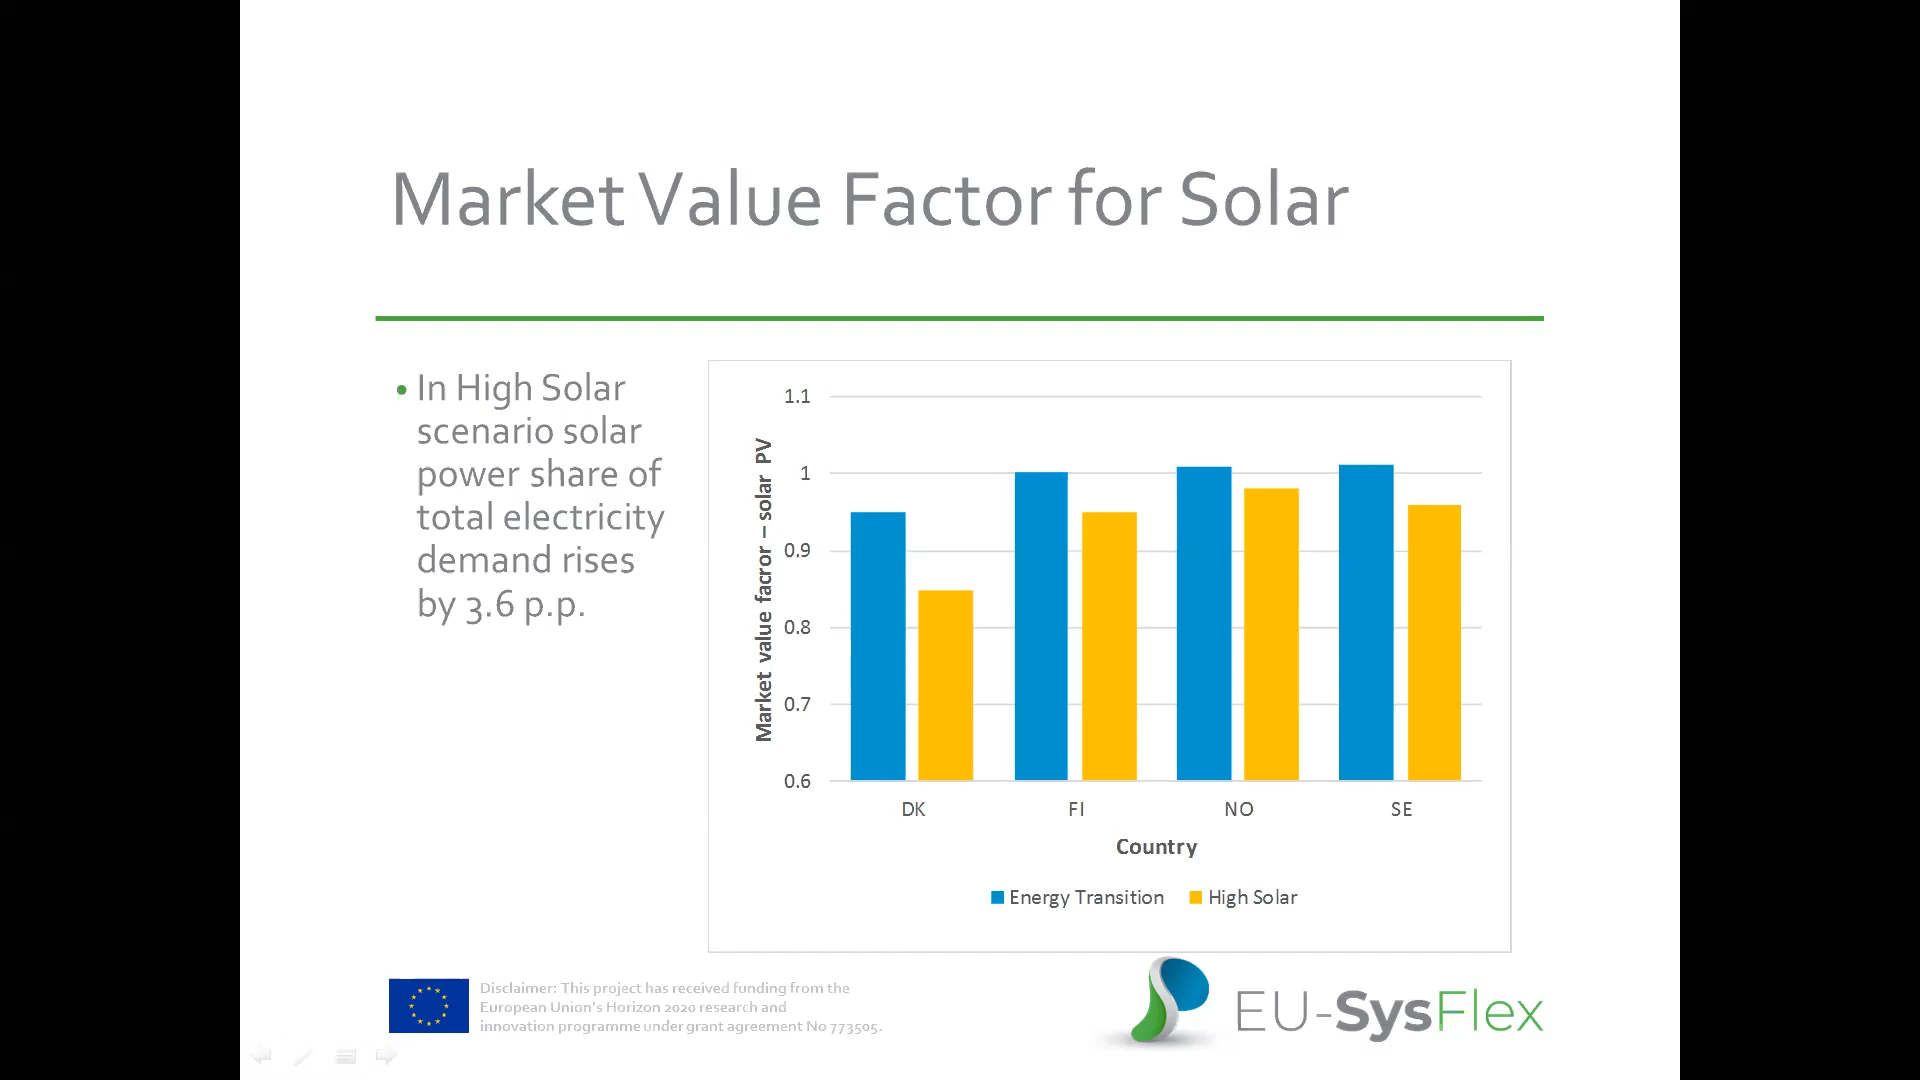 Market Value Factor for Solar
• In High Solar
scenario solar
power share of
total electricity
demand rises
by 3.6 p.p.
Market value facror – solar PV
1.1
1
0.9
0.8
0.7
0.6
DK FI NO SE
Country
Energy Transition High Solar
Disclaimer: This project has received funding from the
European Union's Horizon 2020 research and
innovation programme under grant agreement No 773505.
EU-SysFlex